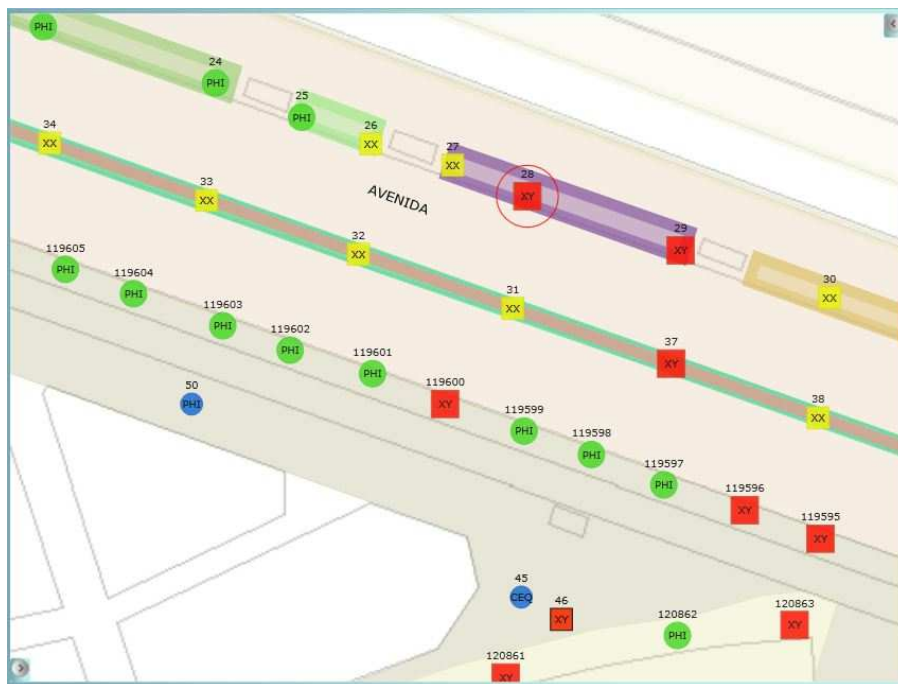 PHI
24
PHI
25
PHI
26
XX
27
XX
28
XY
29
XY
30
XX
34
XX
33
XX
AVENIDA
32
XX
31
XX
37
XY
38
XX
119605
PHI
119604
PHI
119603
PHI
119602
PHI
119601
PHI
119600
XY
119599
PHI
119598
PHI
119597
PHI
119596
XY
119595
XY
50
PHI
45
CEQ
46
XY
120861
XY
120862
PHI
120863
XY